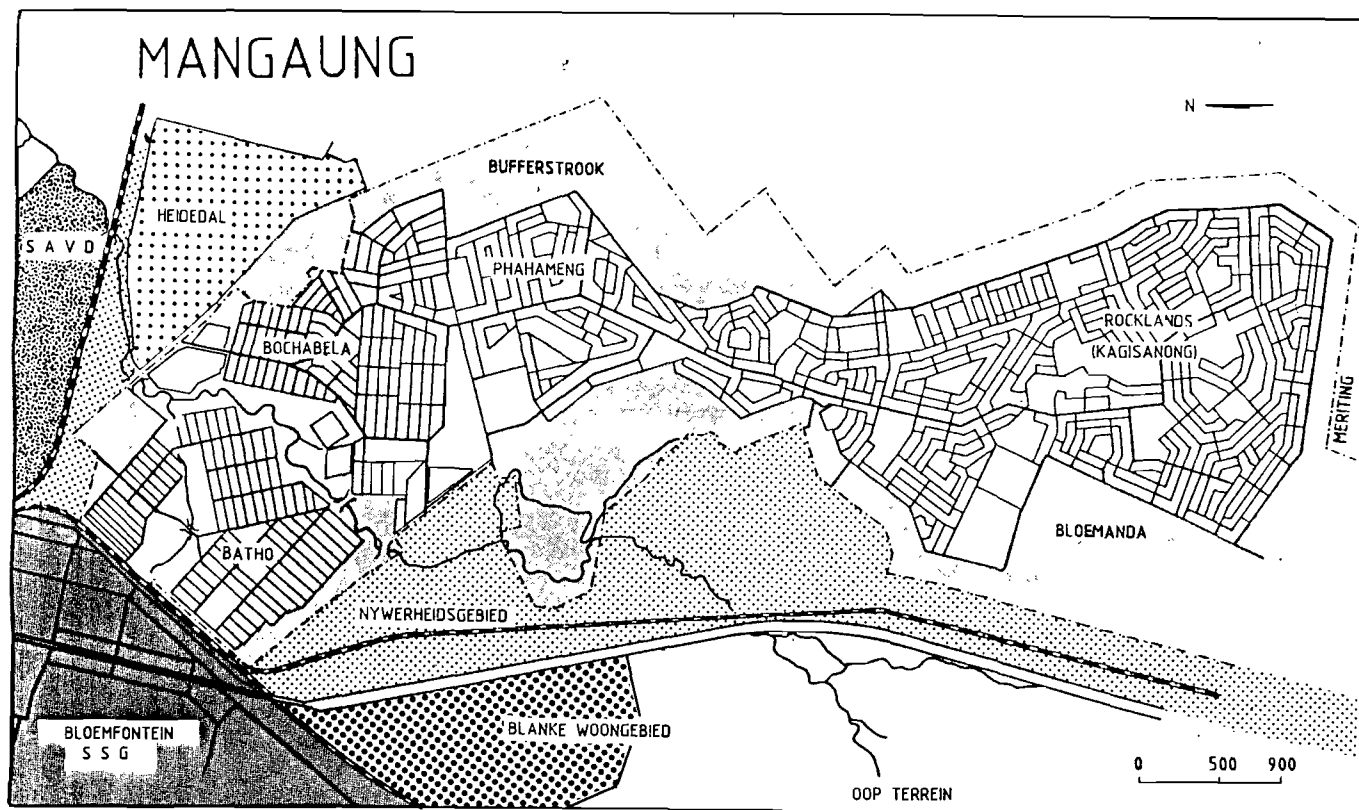 MANGAUNG
N
BUFFERSTROOK
HEIDEDAL
S A V D
PHAHAMENG
BOCHABELA
ROCKLANDS
(KAGISANONG)
MERITING
BATHO
BLOEMANDA
NYWERHEIDSGEBIED
BLOEMFONTEIN
S S G
BLANKE WOONGEBIED
OOP TERREIN
0 500 900